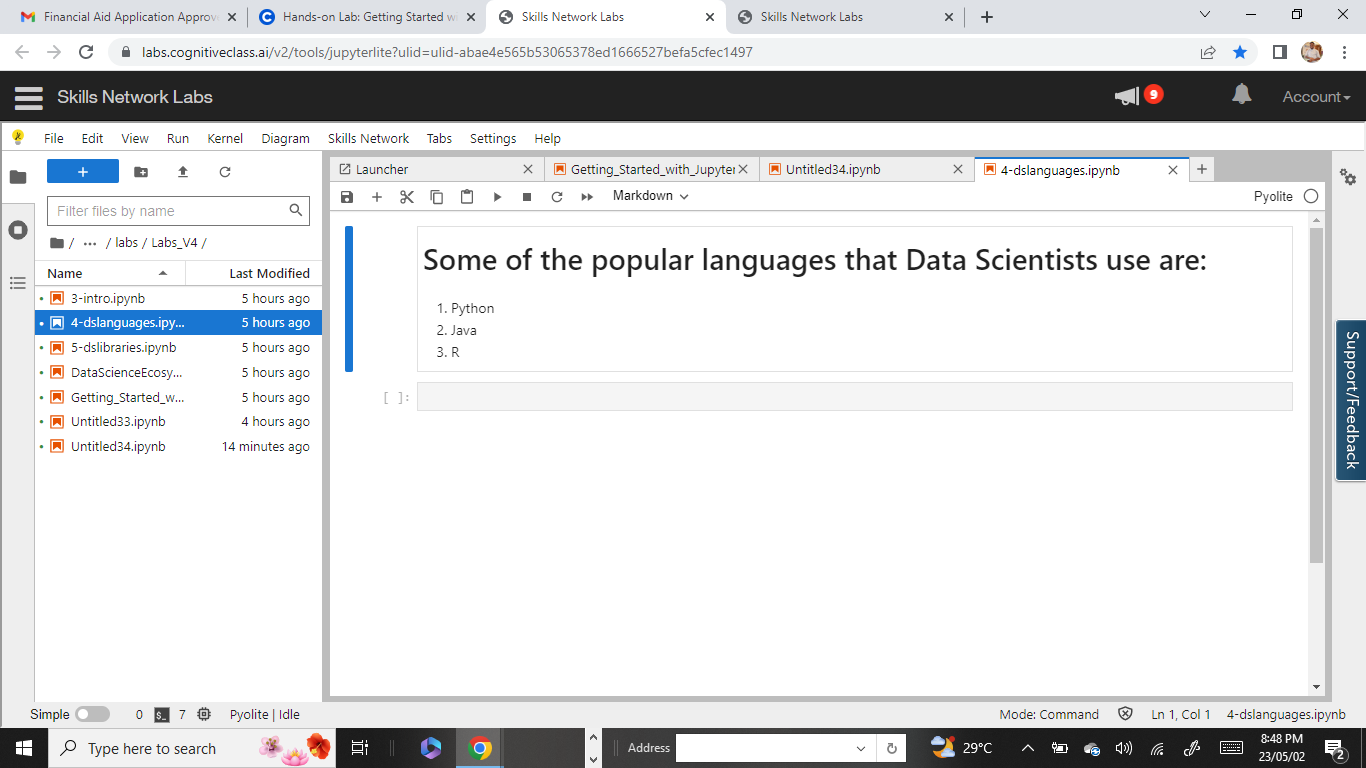 Financial Aid Application Approv
Hands-on Lab: Getting Started w
Skills Network Labs
Skills Network Labs
labs.cognitiveclass.ai/v2/tools/jupyterlite?ulid=ulid-abae4e565b53065378ed1666527befa5cfec1497
Skills Network Labs
9
Account
File Edit View Run Kernel Diagram Skills Network Tabs Settings Help
Filter files by name
/ ··· / labs / Labs_V4 /
Name Last Modified
3-intro.ipynb 5 hours ago
4-dslanguages.ipy... 5 hours ago
5-dslibraries.ipynb 5 hours ago
DataScienceEcosy... 5 hours ago
Getting_Started_w... 5 hours ago
Untitled33.ipynb 4 hours ago
Untitled34.ipynb 14 minutes ago
Launcher
Getting_Started_with_Jupyter
Untitled34.ipynb
4-dslanguages.ipynb
Markdown
Pyolite
Some of the popular languages that Data Scientists use are:
1. Python
2. Java
3. R
[ ]:
Support/Feedback
Simple 0 7 Pyolite | Idle
Mode: Command Ln 1, Col 1 4-dslanguages.ipynb
Type here to search
Address
29°C
8:48 PM
23/05/02
2